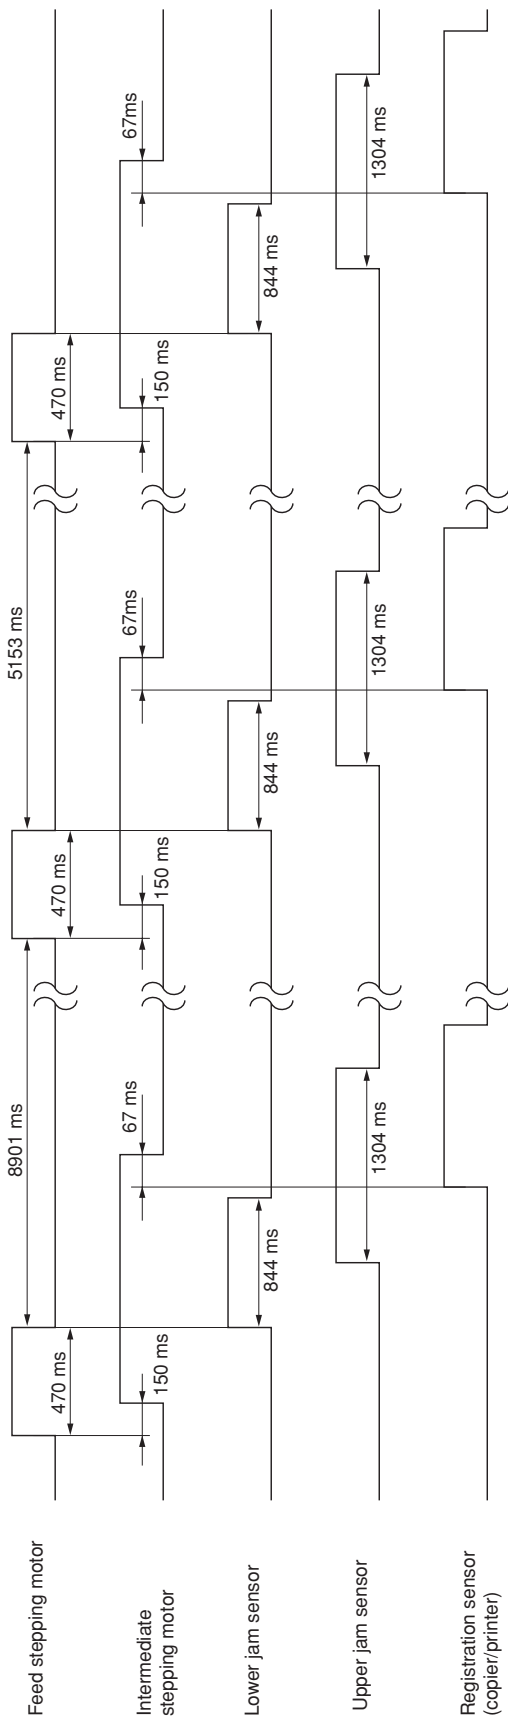 Feed stepping motor
470 ms
8901 ms
470 ms
5153 ms
470 ms
Intermediate
stepping motor
150 ms
67 ms
150 ms
67ms
150 ms
67ms
Lower jam sensor
844 ms
844 ms
844 ms
Upper jam sensor
1304 ms
1304 ms
1304 ms
Registration sensor
(copier/printer)